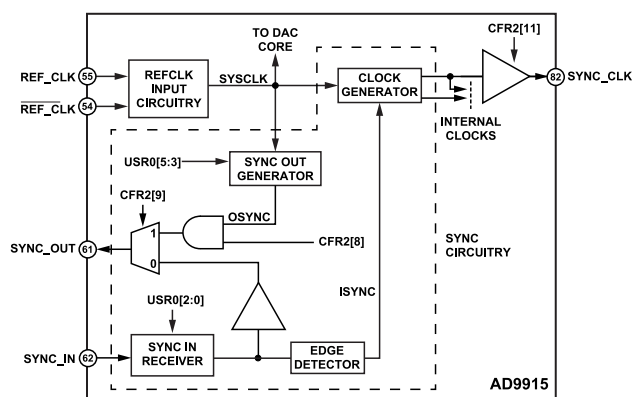 TO DAC
CORE
CFR2[11]
REF_CLK
55
REFCLK
INPUT
CIRCUITRY
SYSCLK
CLOCK
GENERATOR
82
SYNC_CLK
REF_CLK
54
INTERNAL
CLOCKS
USR0[5:3]
SYNC OUT
GENERATOR
CFR2[9]
OSYNC
1
SYNC_OUT
61
CFR2[8]
SYNC
CIRCUITRY
0
ISYNC
USR0[2:0]
SYNC_IN
62
SYNC IN
RECEIVER
EDGE
DETECTOR
AD9915